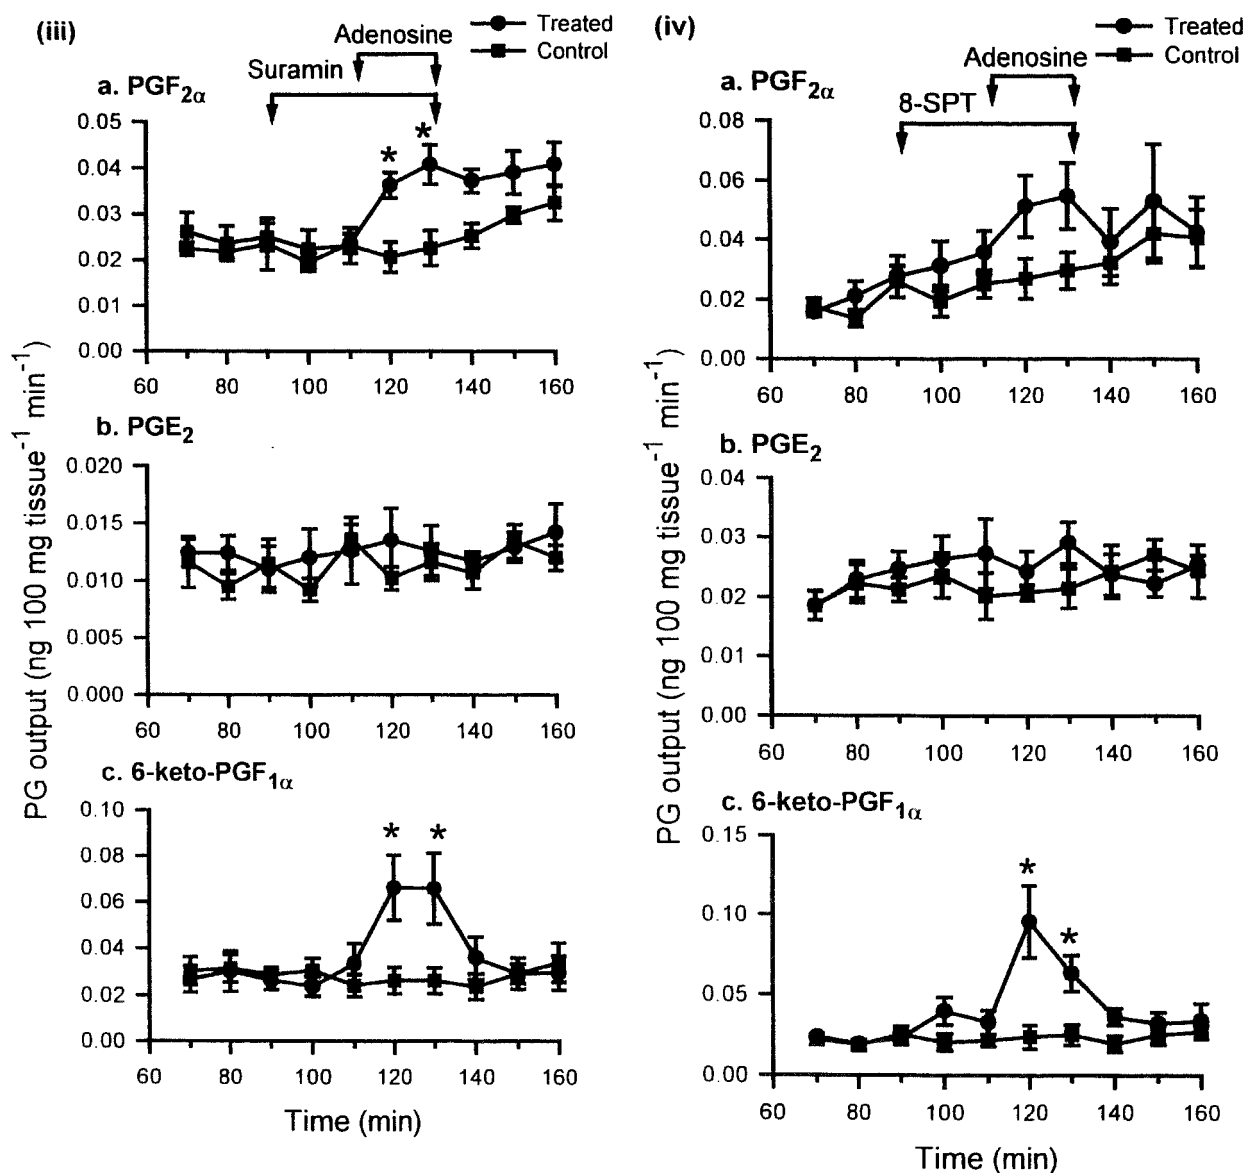 (iii)
Adenosine
Treated
Control
Suramin
a. PGF2α
0.05
0.04
0.03
0.02
0.01
0.00
* *
60 80 100 120 140 160
b. PGE2
0.020
0.015
0.010
0.005
0.000
60 80 100 120 140 160
c. 6-keto-PGF1α
0.10
0.08
0.06
0.04
0.02
0.00
* *
60 80 100 120 140 160
Time (min)
PG output (ng 100 mg tissue⁻¹ min⁻¹)
(iv)
Treated
Control
Adenosine
8-SPT
a. PGF2α
0.08
0.06
0.04
0.02
0.00
60 80 100 120 140 160
b. PGE2
0.04
0.03
0.02
0.01
0.00
60 80 100 120 140 160
c. 6-keto-PGF1α
0.15
0.10
0.05
0.00
*
*
60 80 100 120 140 160
Time (min)
PG output (ng 100 mg tissue⁻¹ min⁻¹)